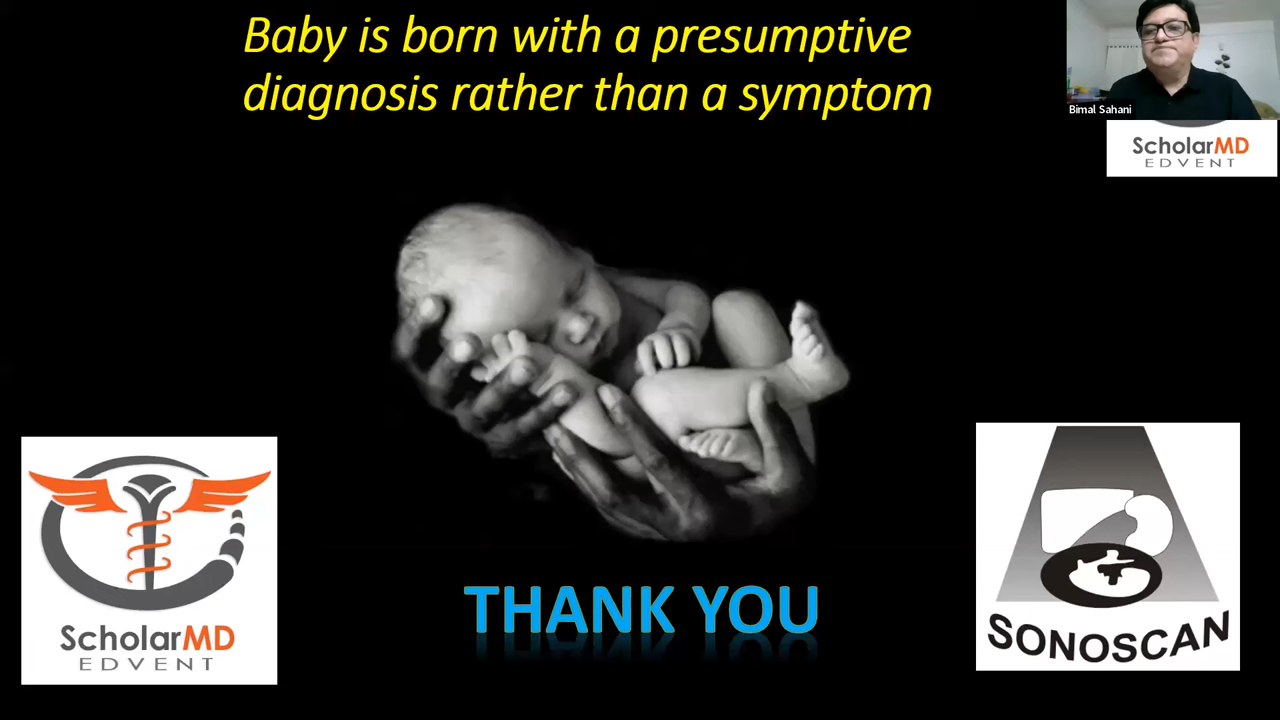 Baby is born with a presumptive
diagnosis rather than a symptom
Bimal Sahani
ScholarMD
EDVENT
ScholarMD
EDVENT
THANK YOU
SONOSCAN